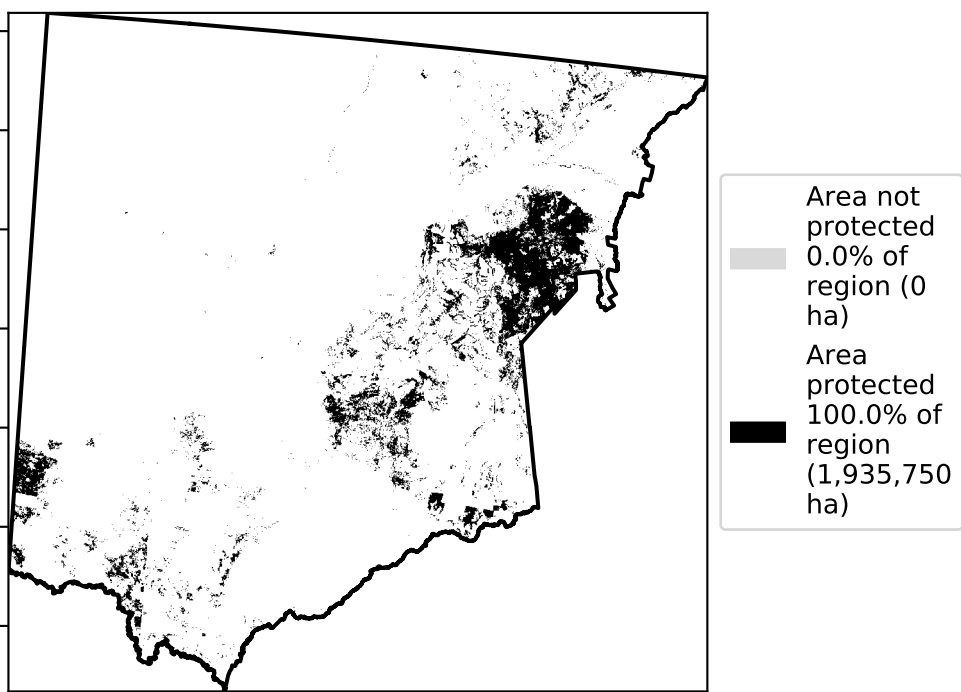 Area not
protected
0.0% of
region (0
ha)
Area
protected
100.0% of
region
(1,935,750
ha)